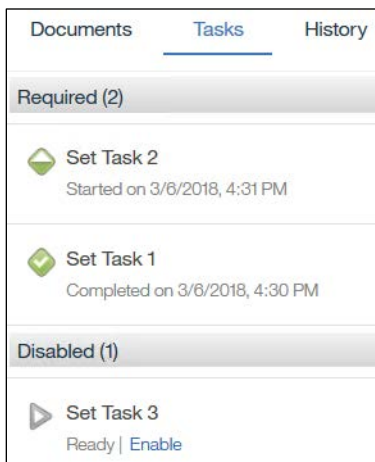 Documents Tasks History
Required (2)
Set Task 2
Started on 3/6/2018, 4:31 PM
Set Task 1
Completed on 3/6/2018, 4:30 PM
Disabled (1)
Set Task 3
Ready | Enable